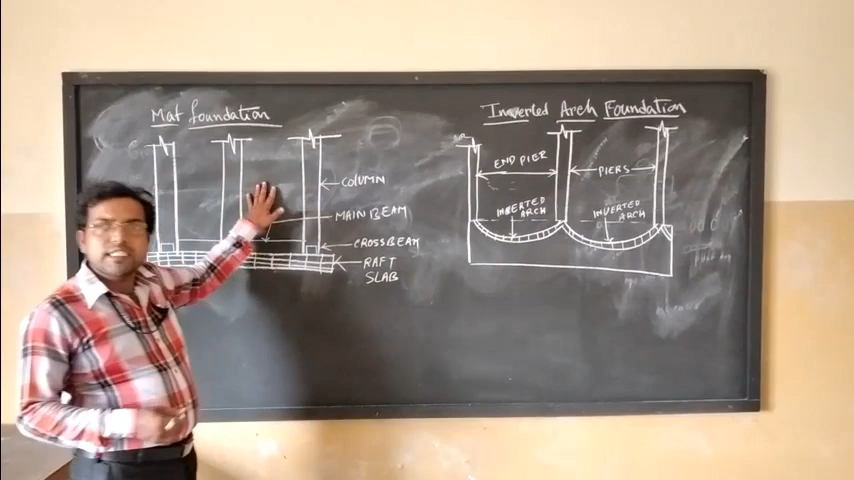 Mat foundation
COLUMN
MAIN BEAM
CROSSBEAM
RAFT
SLAB
Inverted Arch Foundation
END PIER
PIERS
INVERTED
ARCH
INVERTED
ARCH